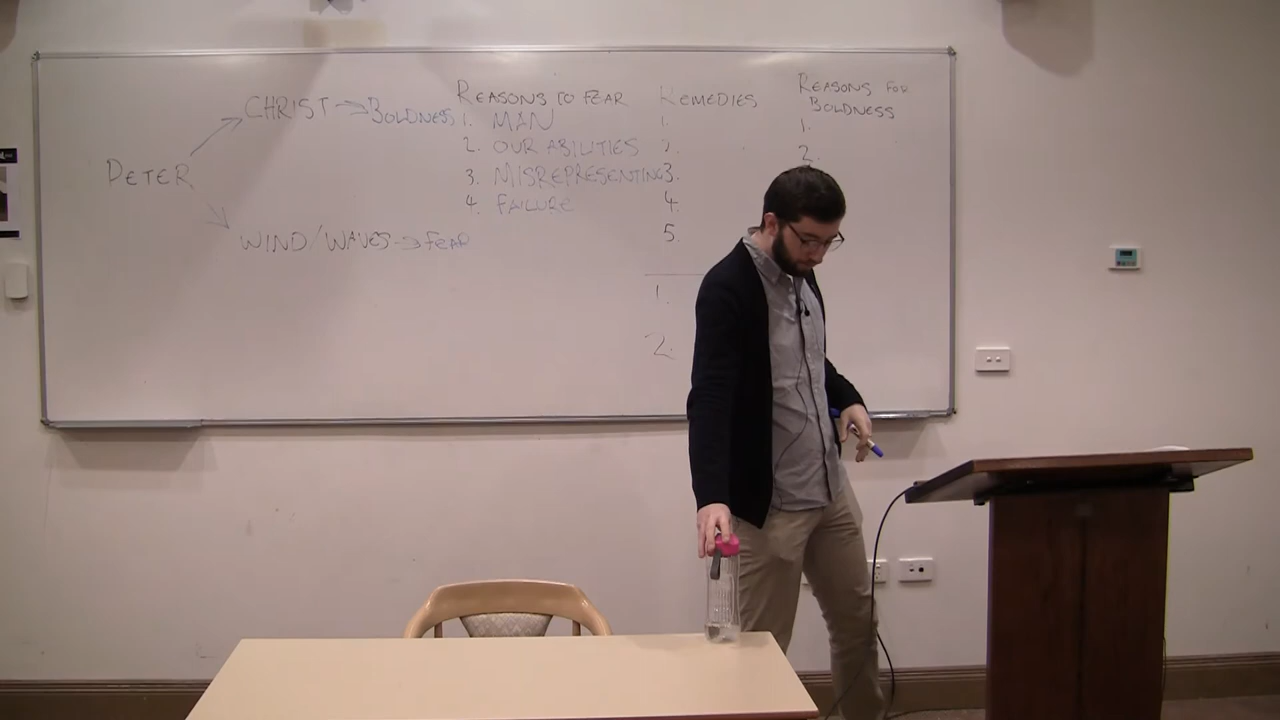 PETER
CHRIST → BOLDNESS
WIND/WAVES → FEAR
REASONS TO FEAR
1. MAN
2. OUR ABILITIES
3. MISREPRESENTING
4. FAILURE
REMEDIES
1.
2.
3.
4.
5.
1.
2.
REASONS FOR
BOLDNESS
1.
2.